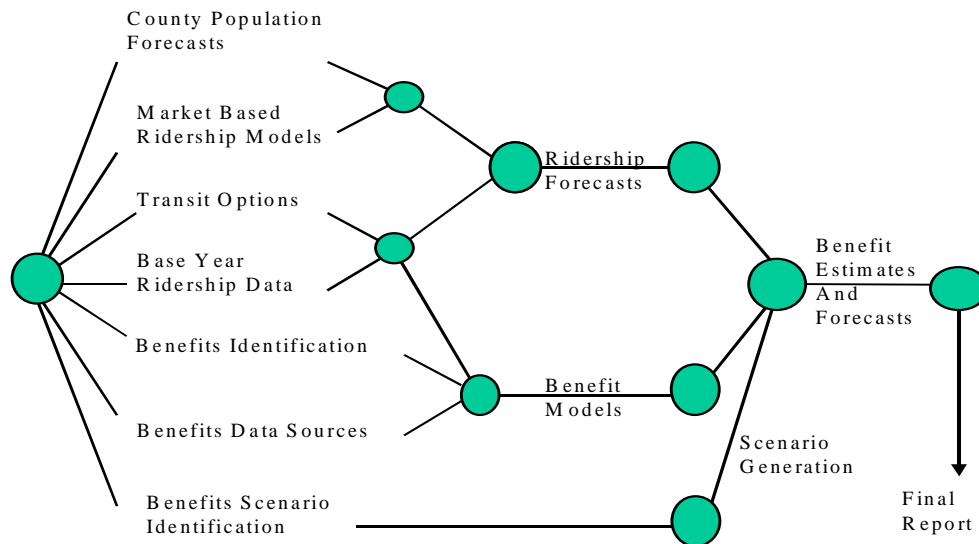 County Population
Forecasts
Market Based
Ridership Models
Transit Options
Base Year
Ridership Data
Benefits Identification
Benefits Data Sources
Benefits Scenario
Identification
Ridership
Forecasts
Benefit
Models
Scenario
Generation
Benefit
Estimates
And
Forecasts
Final
Report